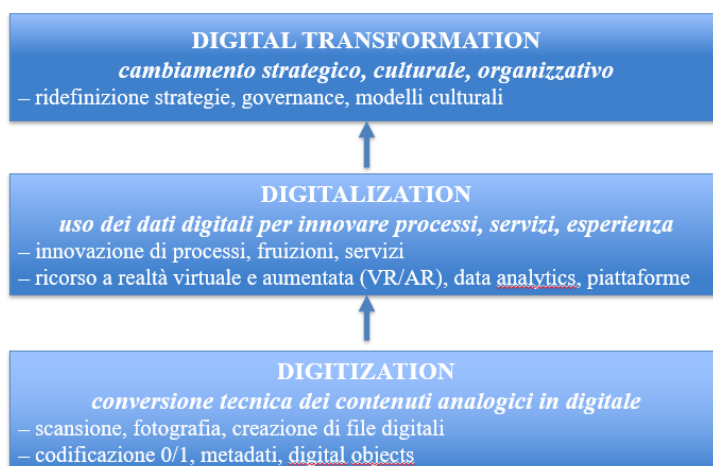 DIGITAL TRANSFORMATION
cambiamento strategico, culturale, organizzativo
– ridefinizione strategie, governance, modelli culturali
DIGITALIZATION
uso dei dati digitali per innovare processi, servizi, esperienza
– innovazione di processi, fruizioni, servizi
– ricorso a realtà virtuale e aumentata (VR/AR), data analytics, piattaforme
DIGITIZATION
conversione tecnica dei contenuti analogici in digitale
– scansione, fotografia, creazione di file digitali
– codificazione 0/1, metadati, digital objects